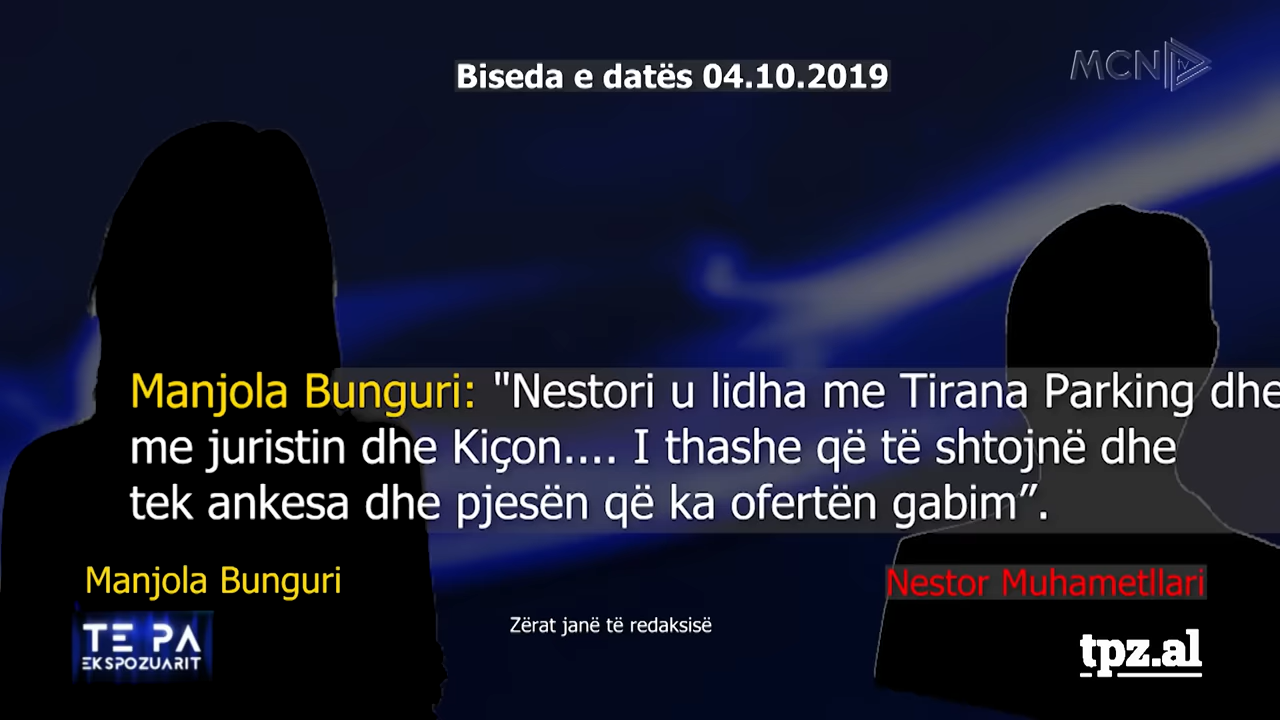 Biseda e datës 04.10.2019
MCN TV
Manjola Bunguri: "Nestori u lidha me Tirana Parking dhe
me juristin dhe Kiçon.... I thashe që të shtojnë dhe
tek ankesa dhe pjesën që ka ofertën gabim”.
Manjola Bunguri
Nestor Muhametllari
Zërat janë të redaksisë
TE PA
EKSPOZUARIT
tpz.al